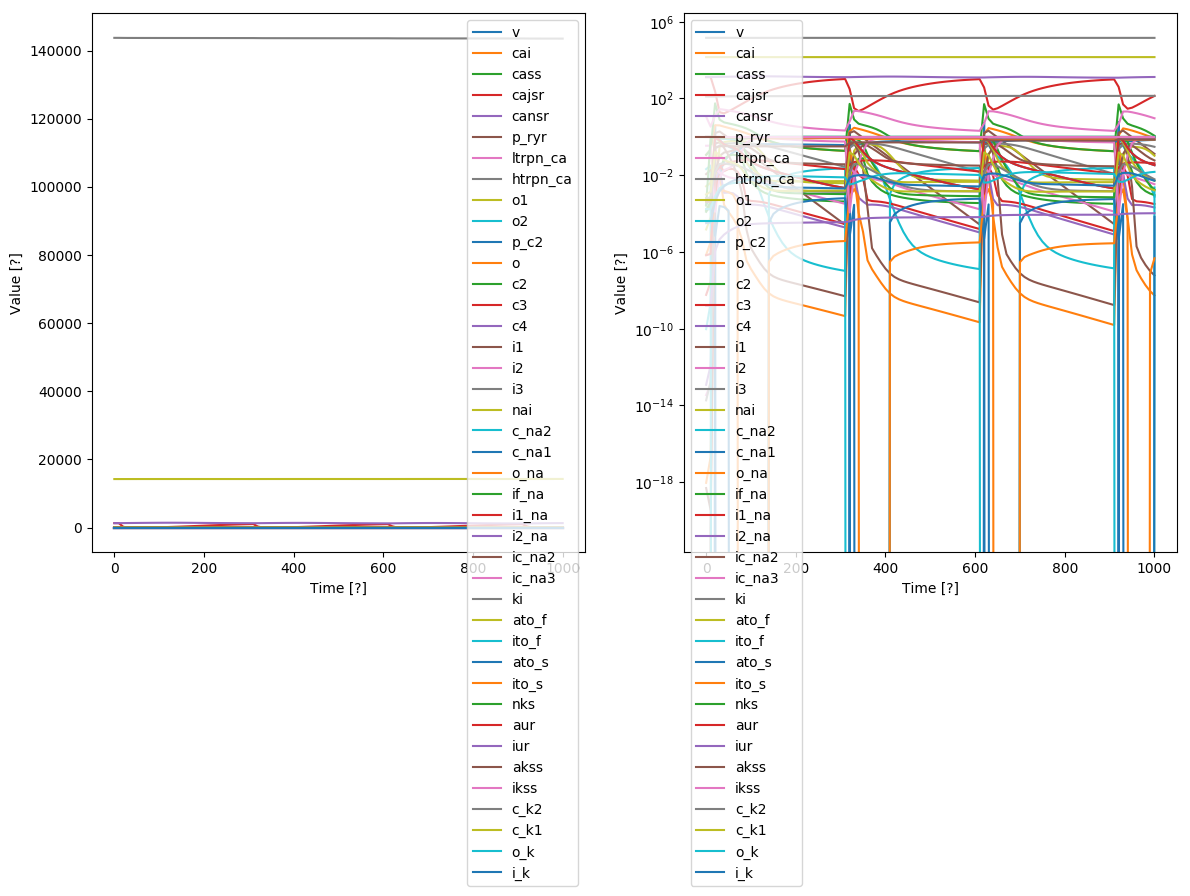 140000
120000
100000
80000
60000
40000
20000
0
Value [?]
0
200
400
600
800
1000
Time [?]
v
cai
cass
cajsr
cansr
p_ryr
ltrpn_ca
htrpn_ca
o1
o2
p_c2
o
c2
c3
c4
i1
i2
i3
nai
c_na2
c_na1
o_na
if_na
i1_na
i2_na
ic_na2
ic_na3
ki
ato_f
ito_f
ato_s
ito_s
nks
aur
iur
akss
ikss
c_k2
c_k1
o_k
i_k
10^6
10^2
10^−2
10^−6
10^−10
10^−14
10^−18
Value [?]
0
200
400
600
800
1000
Time [?]
v
cai
cass
cajsr
cansr
p_ryr
ltrpn_ca
htrpn_ca
o1
o2
p_c2
o
c2
c3
c4
i1
i2
i3
nai
c_na2
c_na1
o_na
if_na
i1_na
i2_na
ic_na2
ic_na3
ki
ato_f
ito_f
ato_s
ito_s
nks
aur
iur
akss
ikss
c_k2
c_k1
o_k
i_k